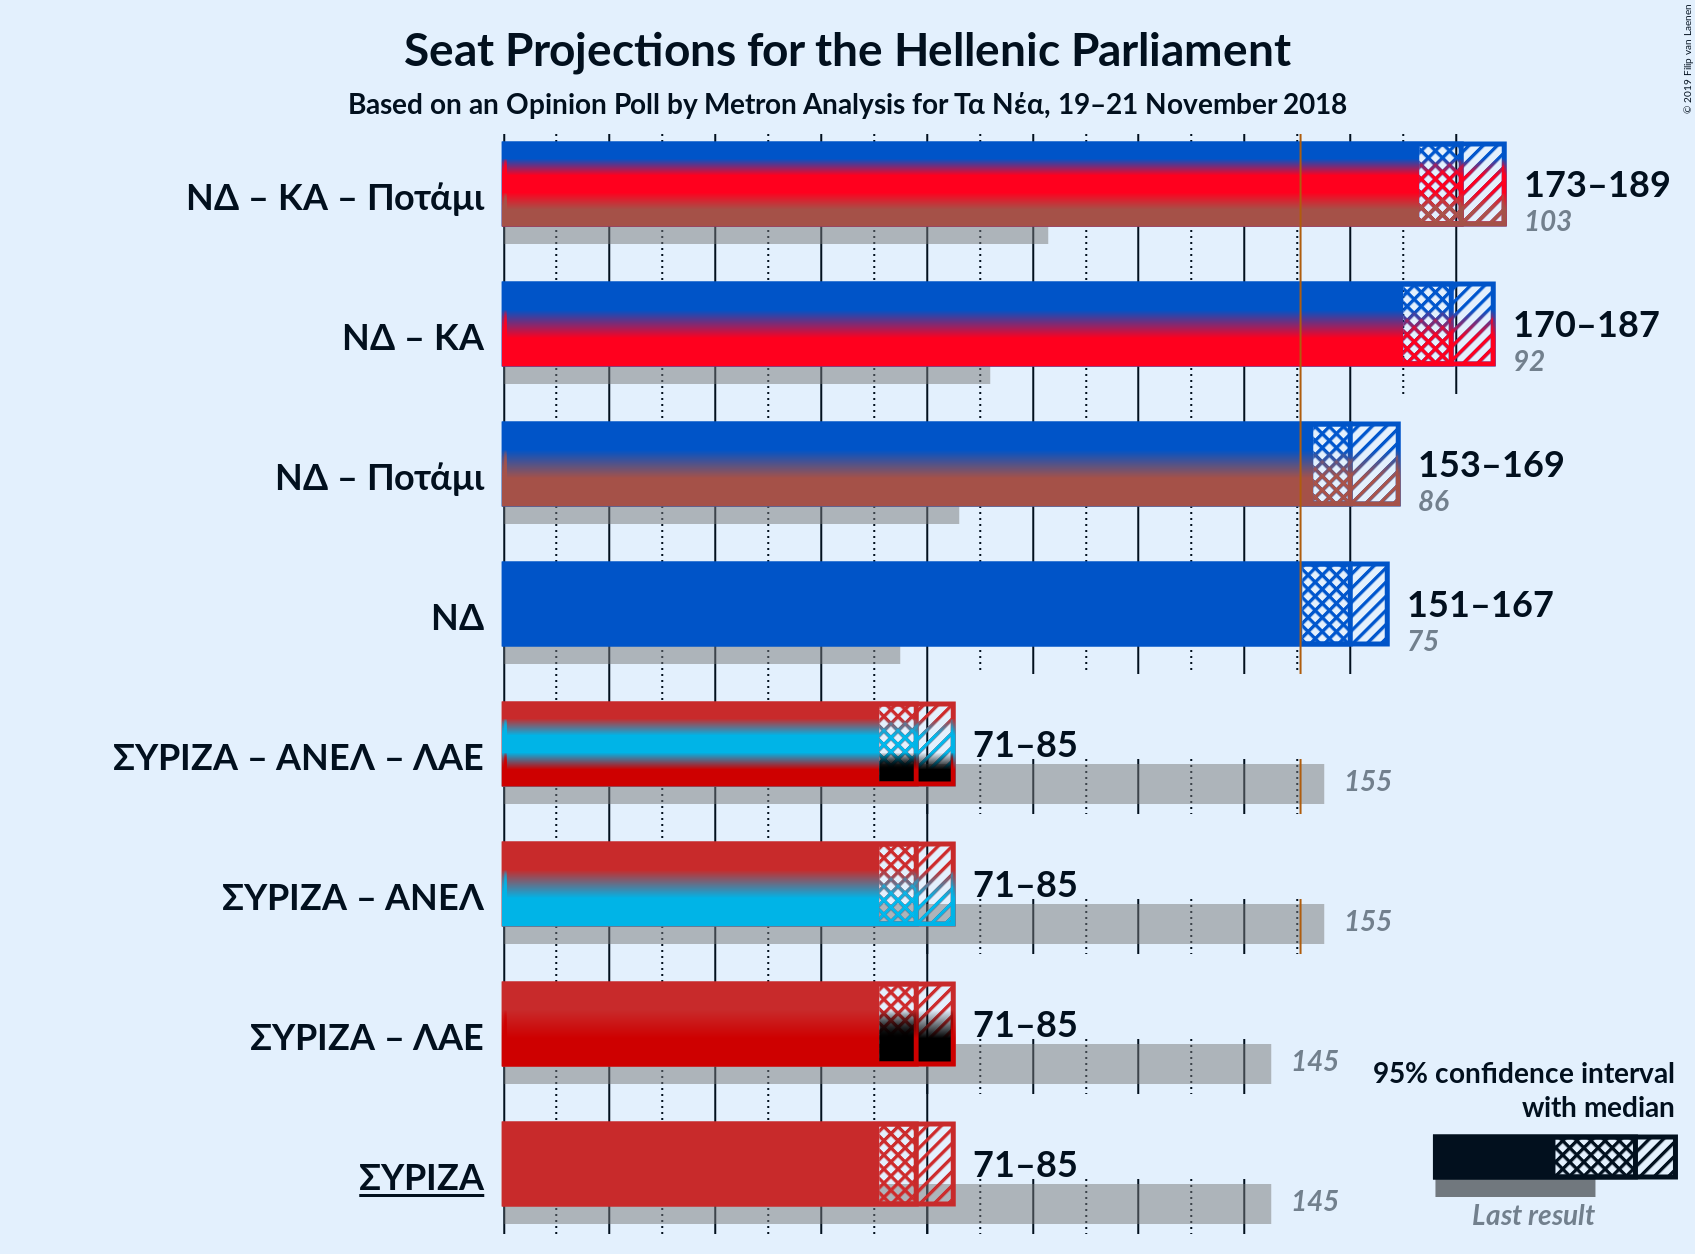 Seat Projections for the Hellenic Parliament
Based on an Opinion Poll by Metron Analysis for Τα Νέα, 19–21 November 2018
© 2019 Filip van Laenen
ΝΔ – ΚΑ – Ποτάμι
173–189
103
ΝΔ – ΚΑ
170–187
92
ΝΔ – Ποτάμι
153–169
86
ΝΔ
151–167
75
ΣΥΡΙΖΑ – ΑΝΕΛ – ΛΑΕ
71–85
155
ΣΥΡΙΖΑ – ΑΝΕΛ
71–85
155
ΣΥΡΙΖΑ – ΛΑΕ
71–85
145
ΣΥΡΙΖΑ
71–85
145
95% confidence interval
with median
Last result